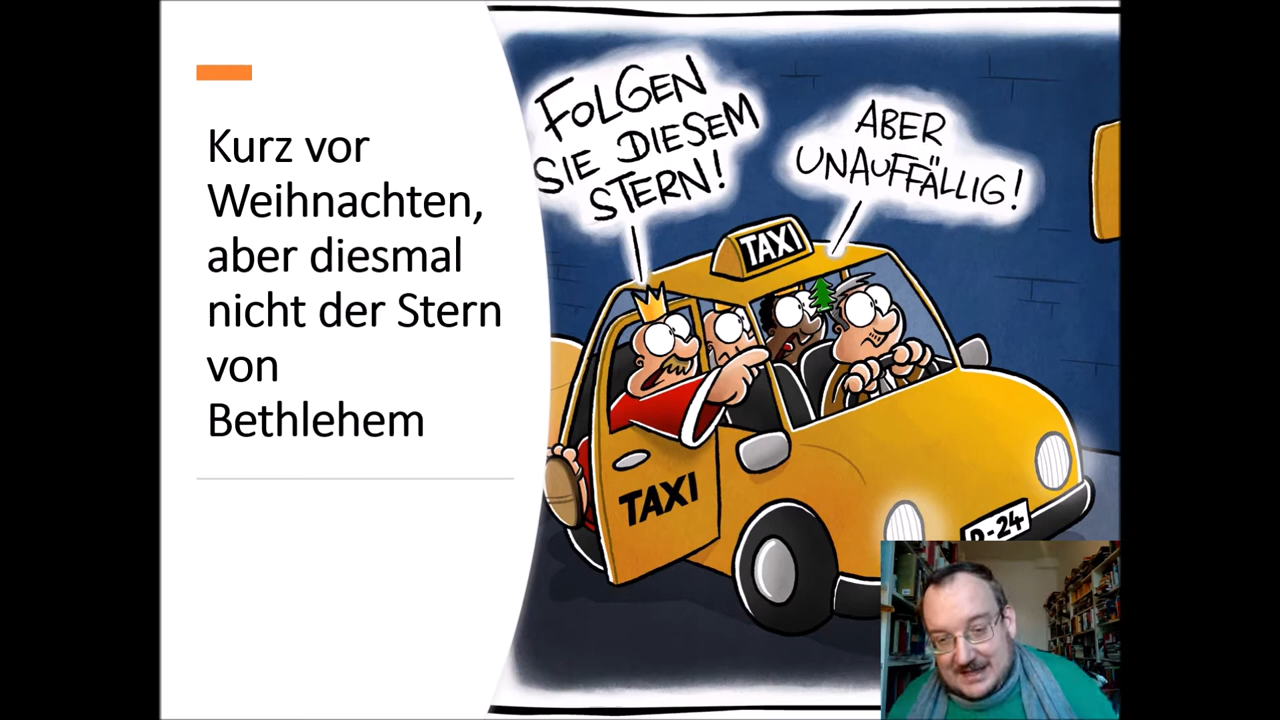 Kurz vor
Weihnachten,
aber diesmal
nicht der Stern
von
Bethlehem
FOLGEN
SIE DIESEM
STERN!
ABER
UNAUFFÄLLIG!
TAXI
TAXI
D-24